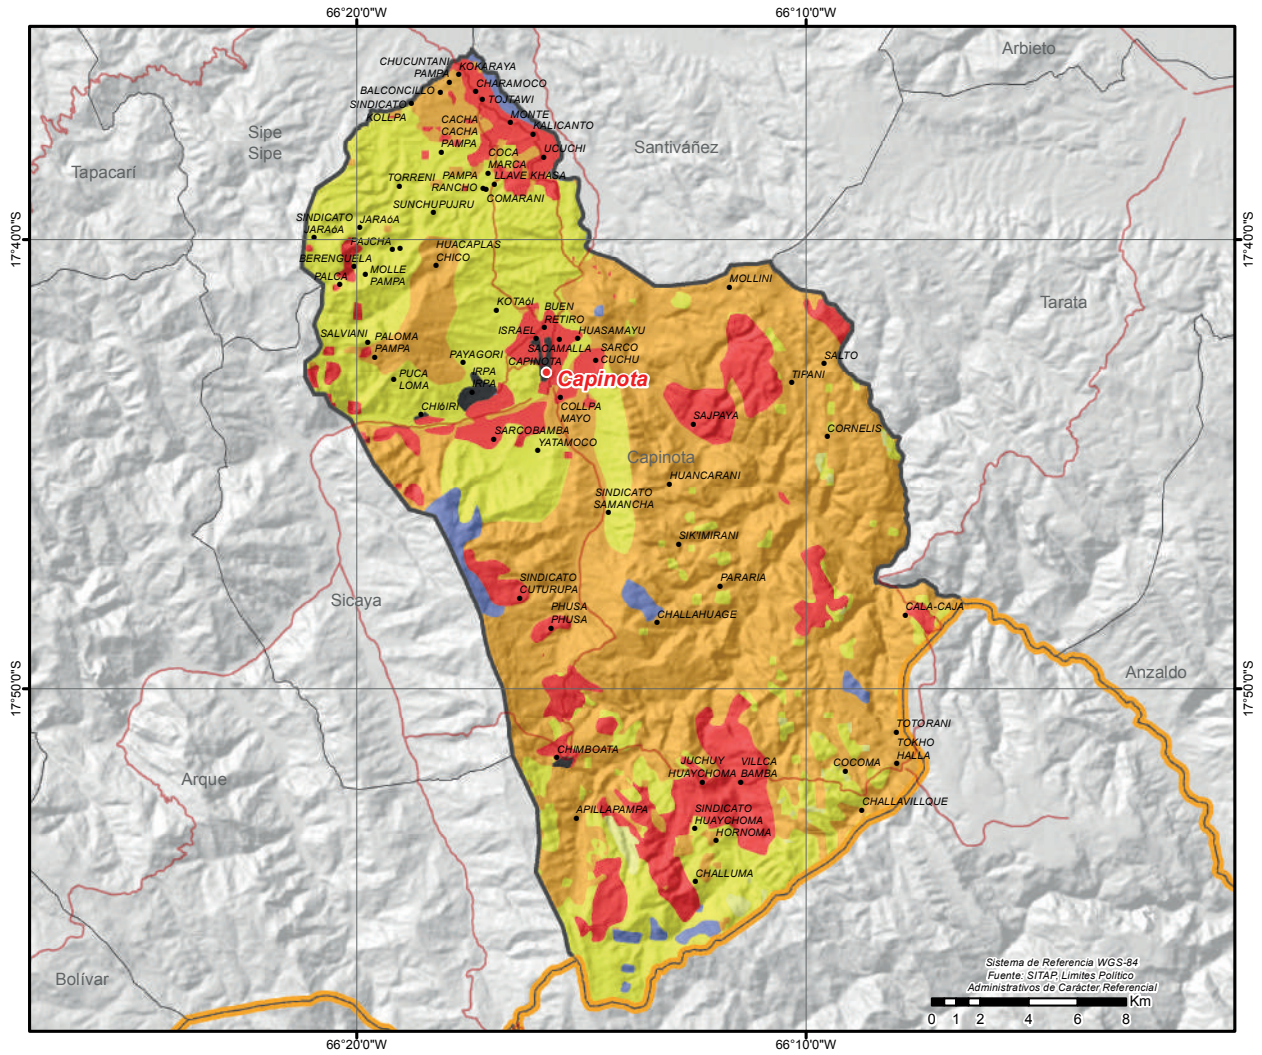 66°20'0"W
66°10'0"W
Arbieto
CHUCUNTANI
PAMPA
KOKARAYA
BALCONCILLO
CHARAMOCO
SINDICATO
KOLLPA
TOJTAWI
MONTE
CACHA
CACHA
PAMPA
KALICANTO
Sipe
Sipe
Santiváñez
UCUCHI
COCA
MARCA
Tapacarí
TORRENI
PAMPA
RANCHO
LLAVE KHASA
COMARANI
SUNCHUPUJRU
SINDICATO
JARAóA
JARAóA
17°40'0"S
17°40'0"S
PAJCHA
HUACAPLAS
CHICO
BERENGUELA
MOLLE
PAMPA
PALCA
MOLLINI
Tarata
KOTAóI
BUEN
RETIRO
ISRAEL
HUASAMAYU
SALVIANI
PALOMA
PAMPA
SACAMALLA
SARCO
CUCHU
PAYAGORI
CAPINOTA
SALTO
IRPA
IRPA
PUCA
LOMA
Capinota
TIPANI
CHIóIRI
COLLPA
MAYO
SAJPAYA
SARCOBAMBA
YATAMOCO
CORNELIS
Capinota
HUANCARANI
SINDICATO
SAMANCHA
SIK'IMIRANI
SINDICATO
CUTURUPA
PARARIA
Sicaya
PHUSA
PHUSA
CHALLAHUAGE
CALA-CAJA
Anzaldo
17°50'0"S
17°50'0"S
TOTORANI
TOKHO
HALLA
CHIMBOATA
JUCHUY
HUAYCHOMA
VILLCA
BAMBA
COCOMA
Arque
APILLAPAMPA
SINDICATO
HUAYCHOMA
CHALLAVILLQUE
HORNOMA
CHALLUMA
Bolívar
Sistema de Referencia WGS-84
Fuente: SITAP, Limites Politico
Administrativos de Carácter Referencial
Km
0 1 2 4 6 8
66°20'0"W
66°10'0"W